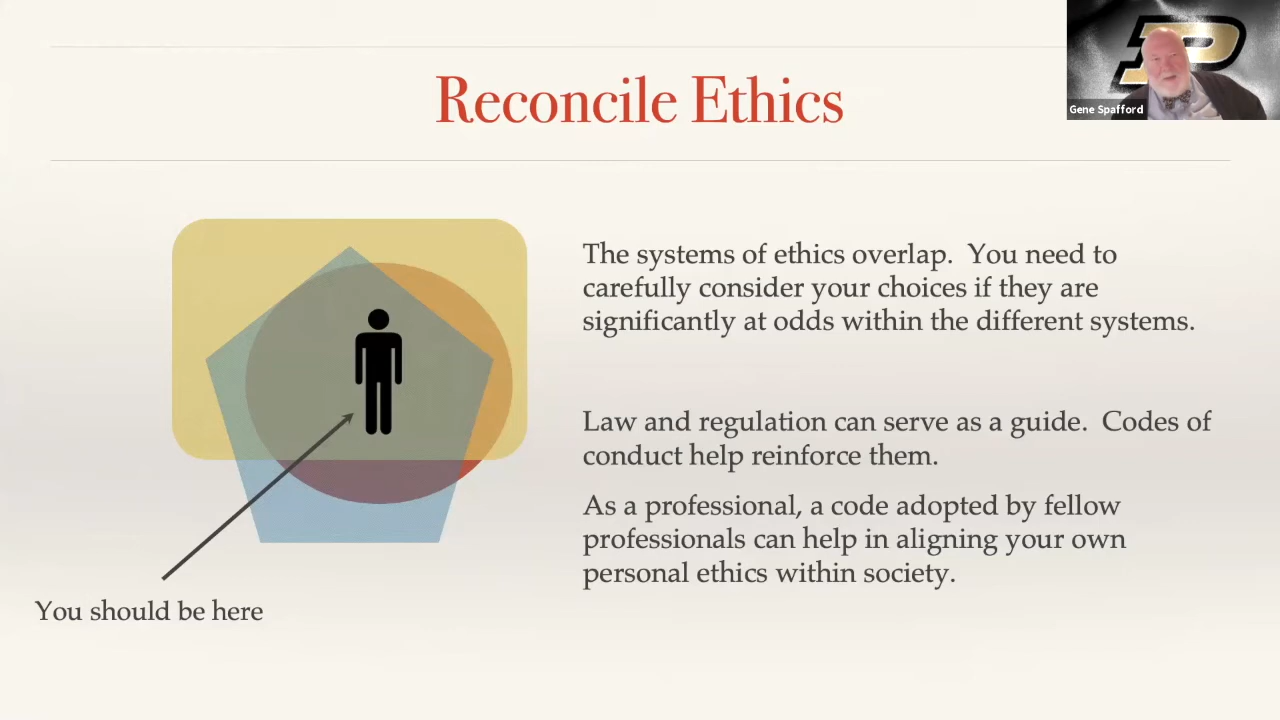 Reconcile Ethics
Gene Spafford
The systems of ethics overlap.  You need to
carefully consider your choices if they are
significantly at odds within the different systems.
Law and regulation can serve as a guide.  Codes of
conduct help reinforce them.
As a professional, a code adopted by fellow
professionals can help in aligning your own
personal ethics within society.
You should be here